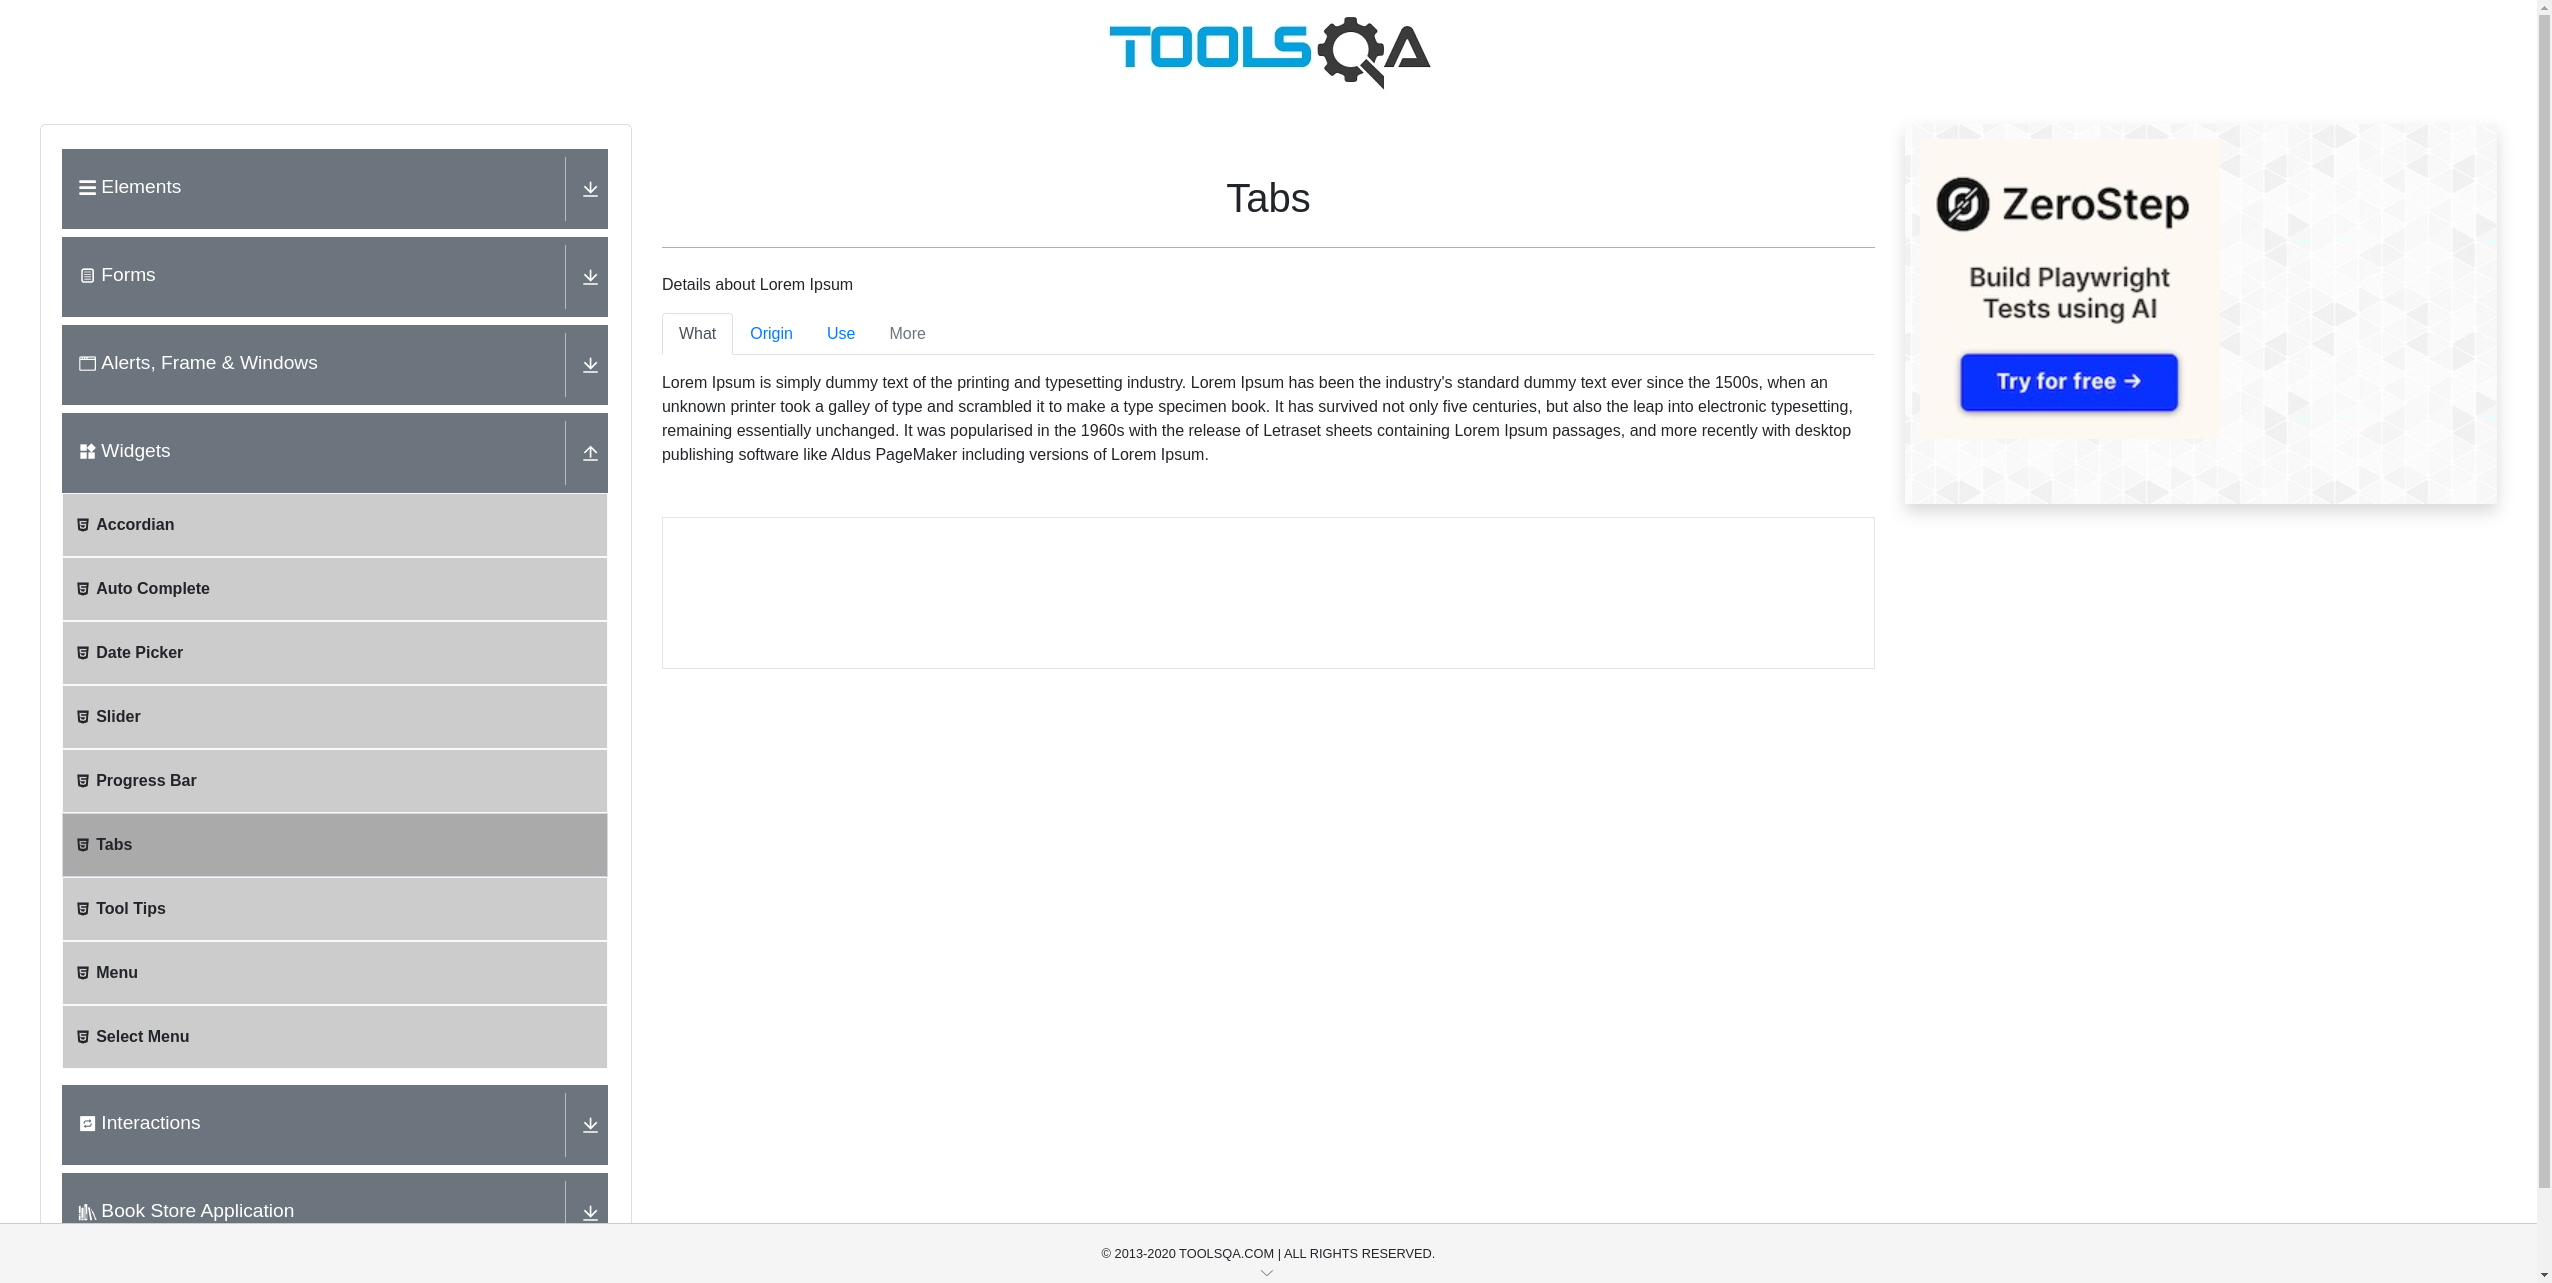 TOOLSQA
Elements
Forms
Alerts, Frame & Windows
Widgets
Accordian
Auto Complete
Date Picker
Slider
Progress Bar
Tabs
Tool Tips
Menu
Select Menu
Interactions
Book Store Application
Tabs
Details about Lorem Ipsum
What Origin Use More
Lorem Ipsum is simply dummy text of the printing and typesetting industry. Lorem Ipsum has been the industry's standard dummy text ever since the 1500s, when an
unknown printer took a galley of type and scrambled it to make a type specimen book. It has survived not only five centuries, but also the leap into electronic typesetting,
remaining essentially unchanged. It was popularised in the 1960s with the release of Letraset sheets containing Lorem Ipsum passages, and more recently with desktop
publishing software like Aldus PageMaker including versions of Lorem Ipsum.
ZeroStep
Build Playwright
Tests using AI
Try for free →
© 2013-2020 TOOLSQA.COM | ALL RIGHTS RESERVED.